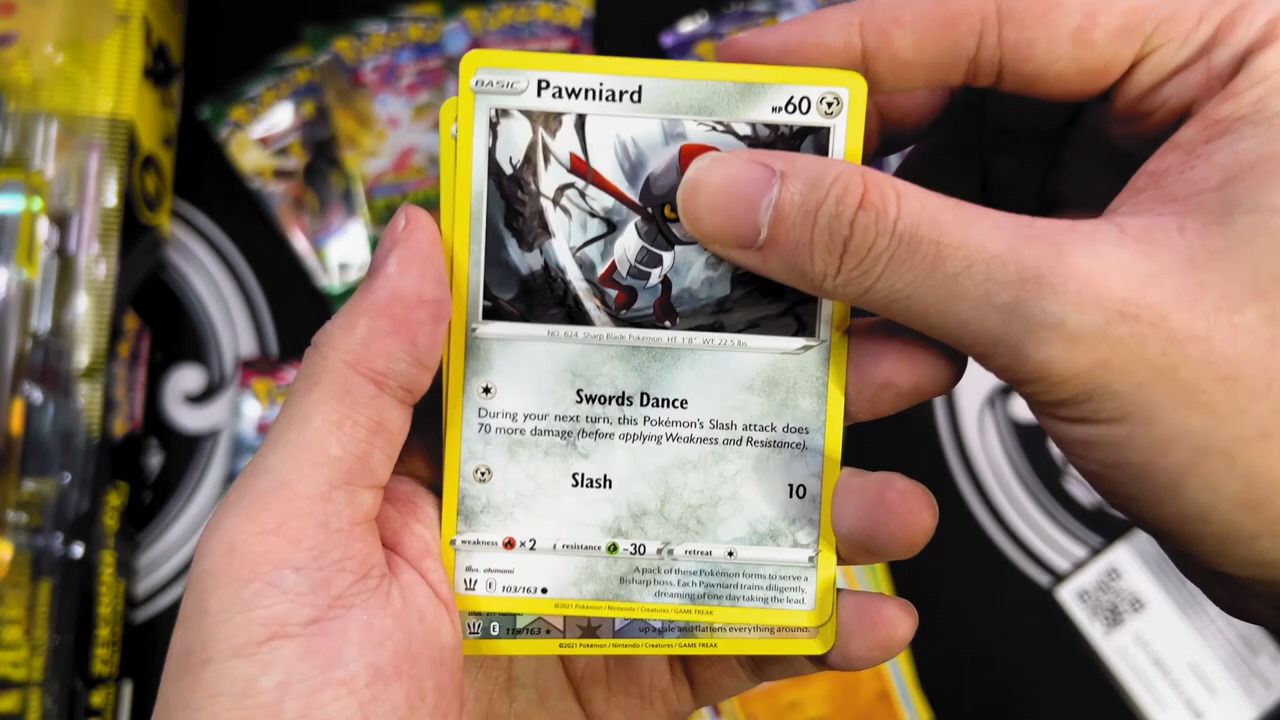 BASIC Pawniard HP60
NO. 624 Sharp Blade Pokémon HT. 1'8" WT. 22.5 lbs.
Swords Dance
During your next turn, this Pokémon's Slash attack does
70 more damage (before applying Weakness and Resistance).
Slash 10
weakness ×2 resistance -30 retreat
Illus. ohmami
E 103/163
A pack of these Pokémon forms to serve a
Bisharp boss. Each Pawniard trains diligently,
dreaming of one day taking the lead.
©2021 Pokémon / Nintendo / Creatures / GAME FREAK
E 119/163
up a gale and flattens everything around.
©2021 Pokémon / Nintendo / Creatures / GAME FREAK